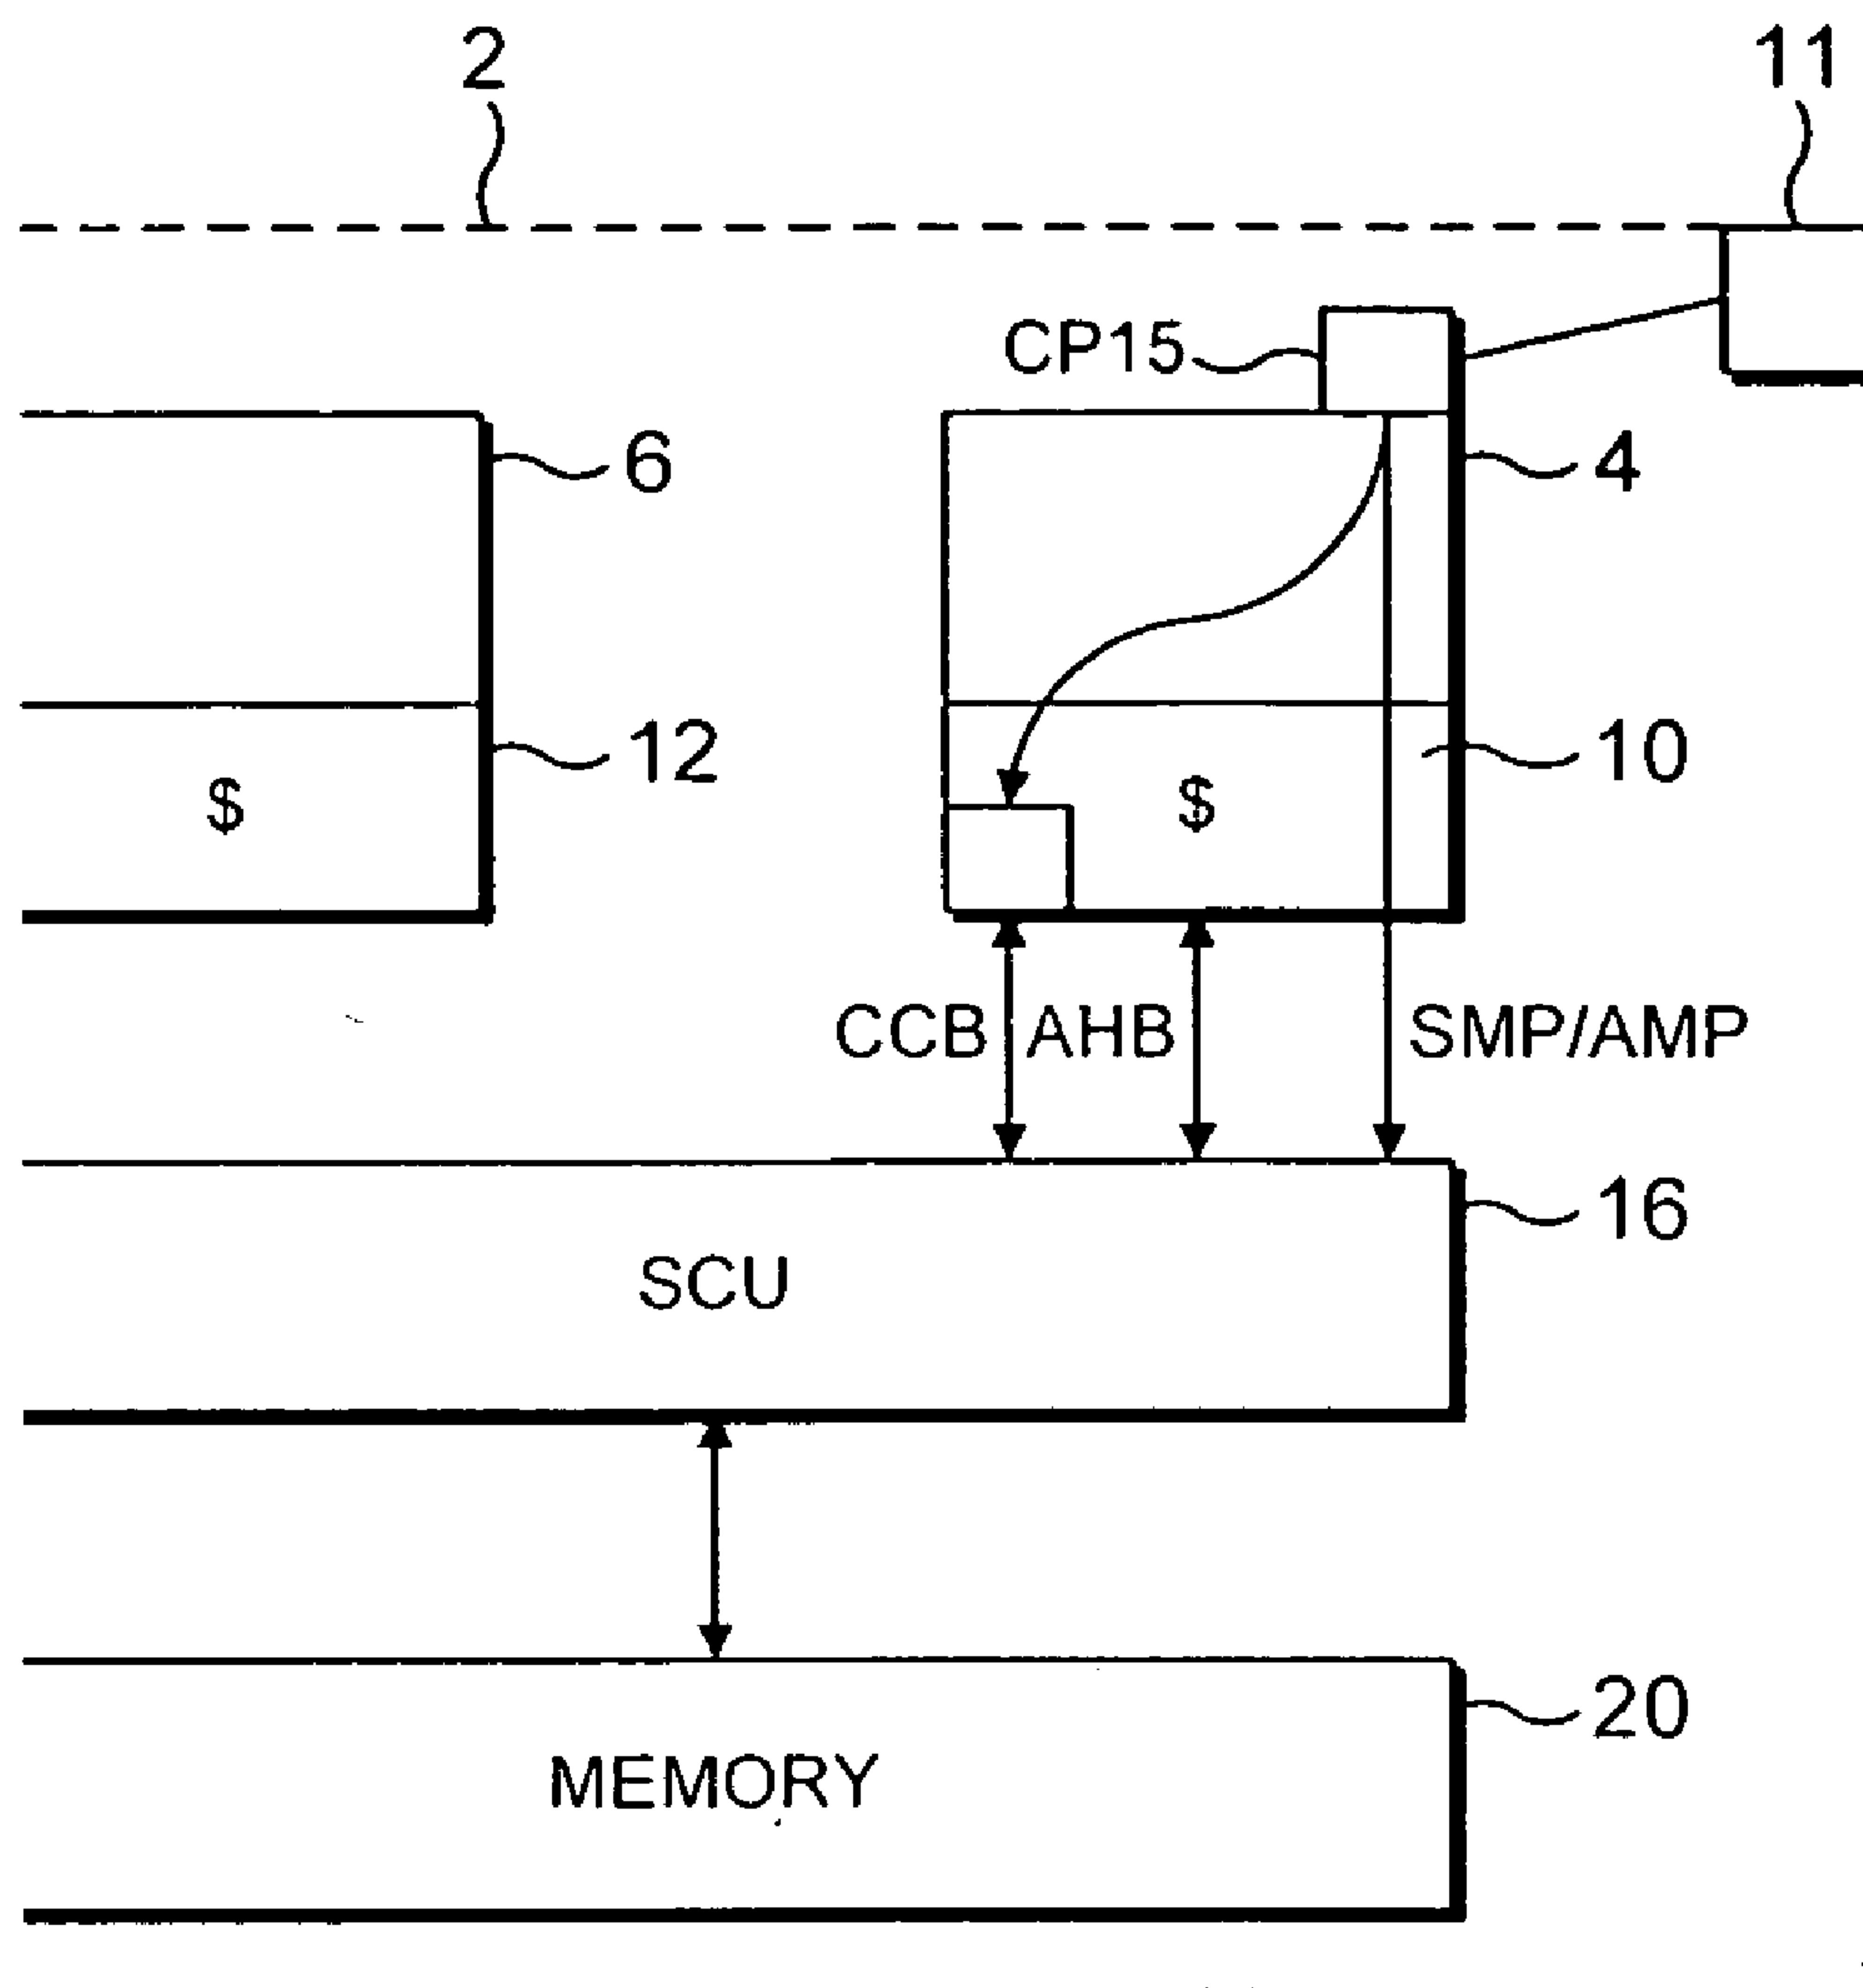 2 11
CP15
6 4
12 10
$ $
CCB AHB SMP/AMP
16
SCU
20
MEMORY